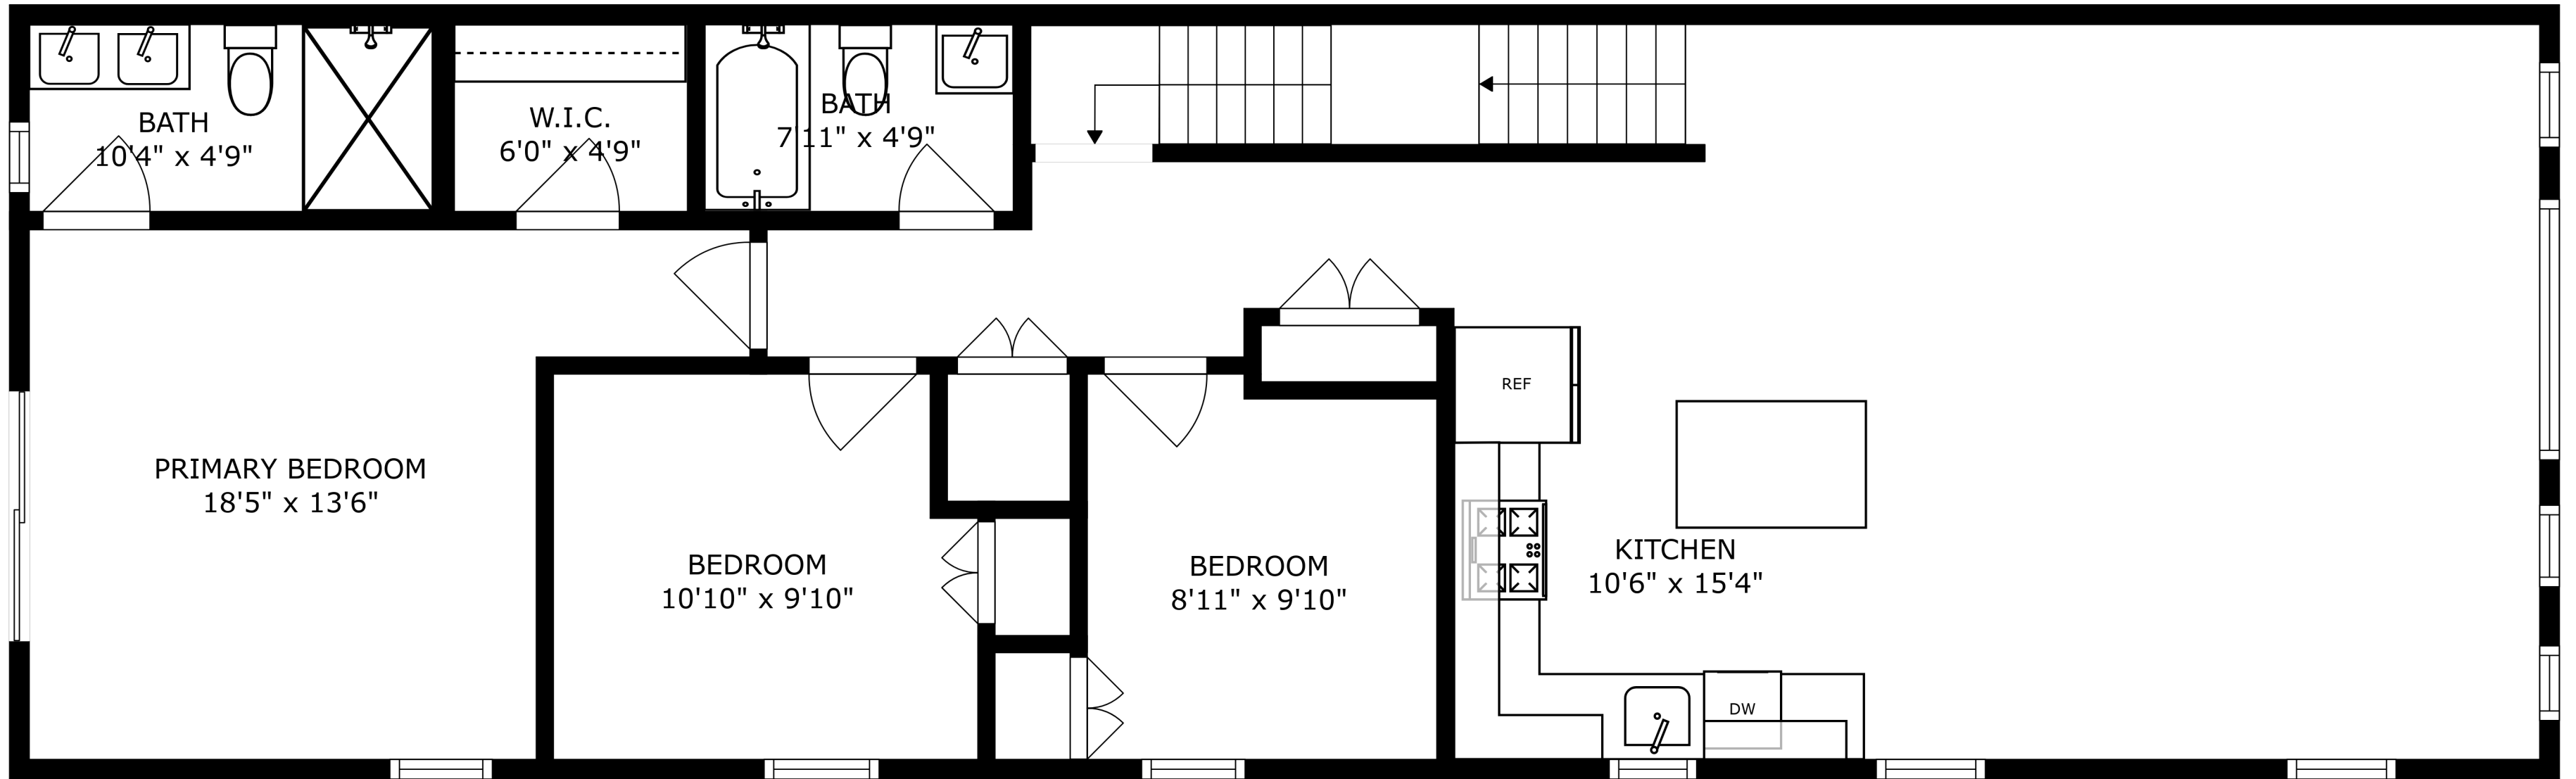 BATH
10'4" x 4'9"
W.I.C.
6'0" x 4'9"
BATH
7'11" x 4'9"
PRIMARY BEDROOM
18'5" x 13'6"
BEDROOM
10'10" x 9'10"
BEDROOM
8'11" x 9'10"
REF
KITCHEN
10'6" x 15'4"
DW